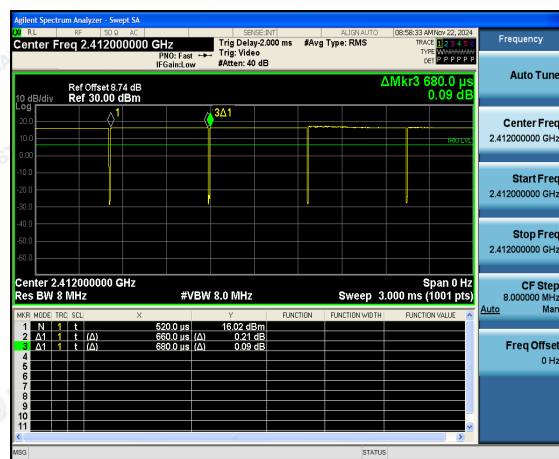 Agilent Spectrum Analyzer - Swept SA
RL RF 50 Ω AC SENSE:INT ALIGN AUTO 08:58:33 AM Nov 22, 2024
Center Freq 2.412000000 GHz
PNO: Fast
IFGain:Low
Trig Delay-2.000 ms
Trig: Video
#Atten: 40 dB
#Avg Type: RMS
TRACE 1 2 3 4 5 6
TYPE WWWWWW
DET P P P P P P
Frequency
Ref Offset 8.74 dB
10 dB/div Ref 30.00 dBm
Log
ΔMkr3 680.0 µs
0.09 dB
1
3Δ1
20.0
10.0
0.00
-10.0
-20.0
-30.0
-40.0
-50.0
-60.0
TRIG LVL
Center 2.412000000 GHz Span 0 Hz
Res BW 8 MHz #VBW 8.0 MHz Sweep 3.000 ms (1001 pts)
MKR MODE TRC SCL X Y FUNCTION FUNCTION WIDTH FUNCTION VALUE
1 N 1 t 520.0 µs 16.02 dBm
2 Δ1 1 t (Δ) 660.0 µs (Δ) 0.21 dB
3 Δ1 1 t (Δ) 680.0 µs (Δ) 0.09 dB
4
5
6
7
8
9
10
11
MSG STATUS
Auto Tune
Center Freq
2.412000000 GHz
Start Freq
2.412000000 GHz
Stop Freq
2.412000000 GHz
CF Step
8.000000 MHz
Auto Man
Freq Offset
0 Hz